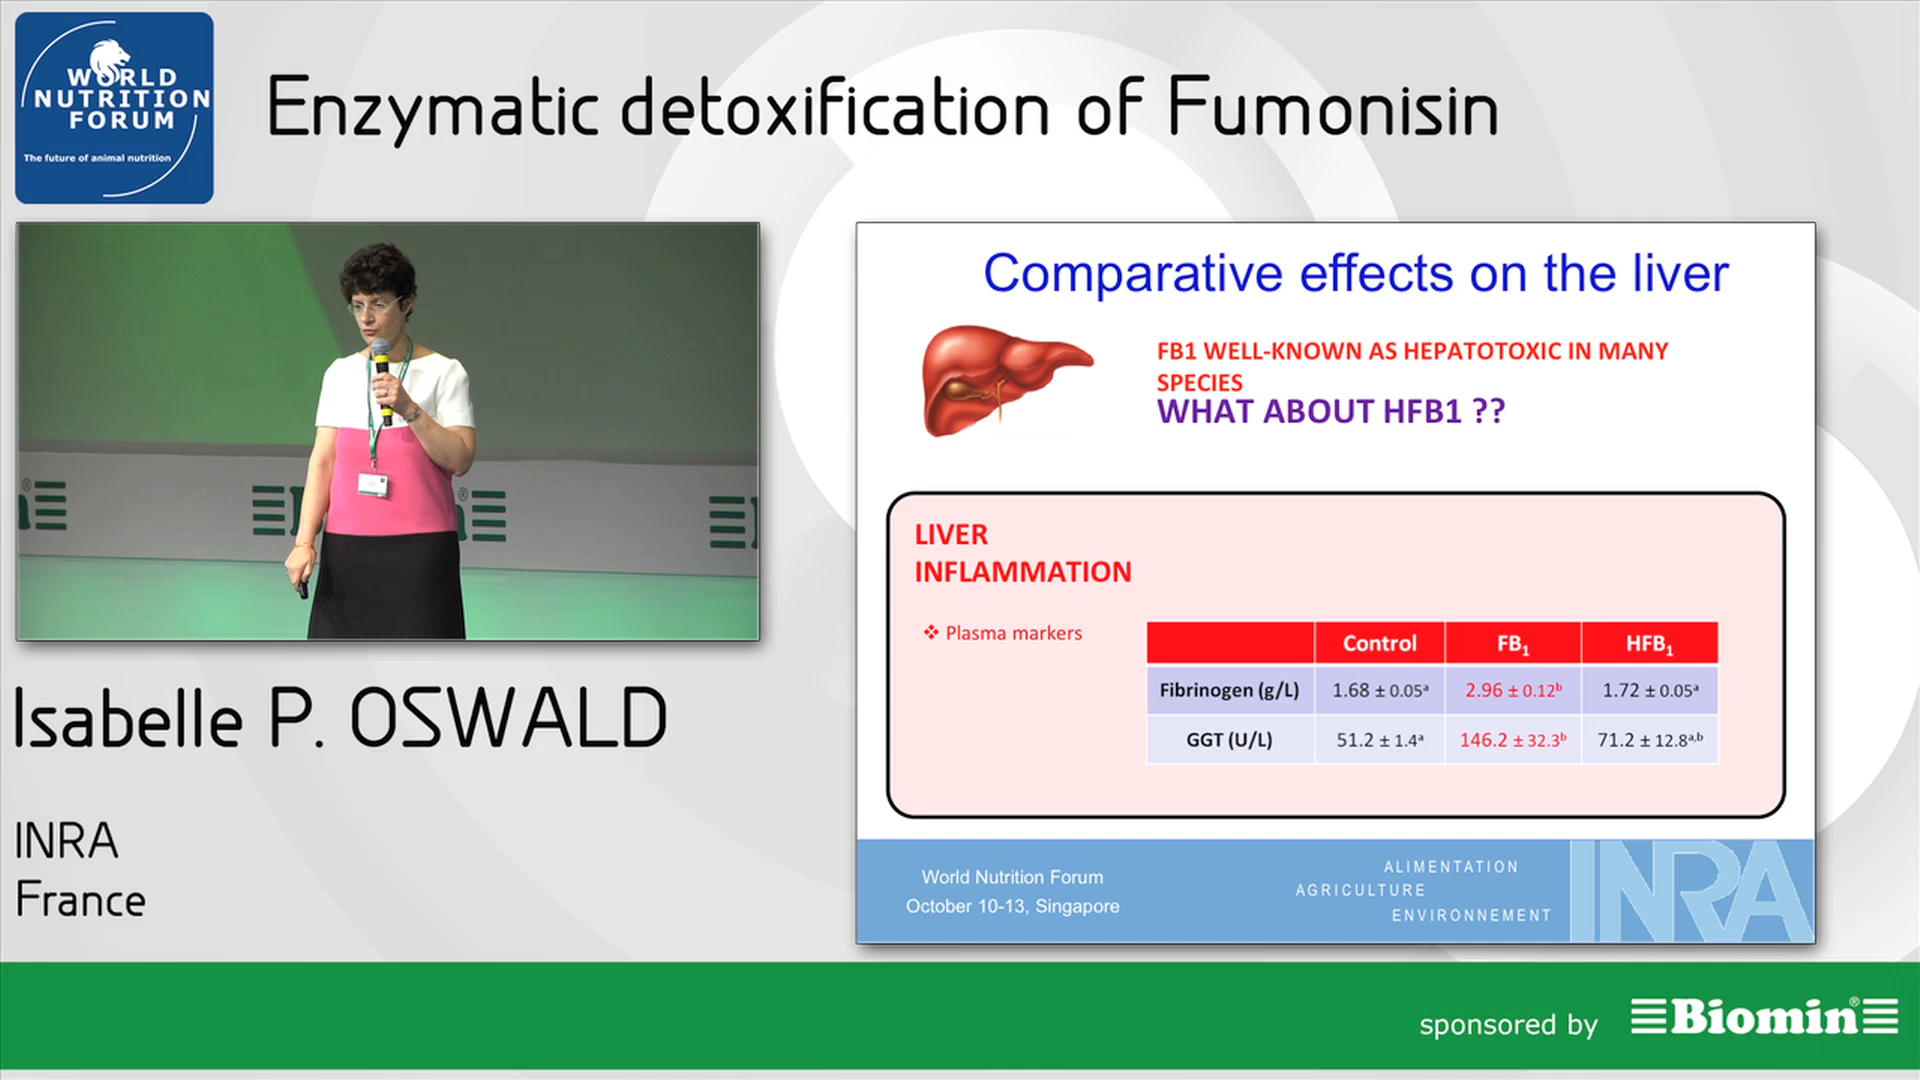 WORLD
NUTRITION
FORUM
The future of animal nutrition
Enzymatic detoxification of Fumonisin
Comparative effects on the liver
FB1 WELL-KNOWN AS HEPATOTOXIC IN MANY
SPECIES
WHAT ABOUT HFB1 ??
LIVER
INFLAMMATION
❖ Plasma markers
Control FB₁ HFB₁
Fibrinogen (g/L) 1.68 ± 0.05ᵃ 2.96 ± 0.12ᵇ 1.72 ± 0.05ᵃ
GGT (U/L) 51.2 ± 1.4ᵃ 146.2 ± 32.3ᵇ 71.2 ± 12.8ᵃ,ᵇ
World Nutrition Forum
October 10-13, Singapore
ALIMENTATION
AGRICULTURE
ENVIRONNEMENT
INRA
Isabelle P. OSWALD
INRA
France
sponsored by Biomin®